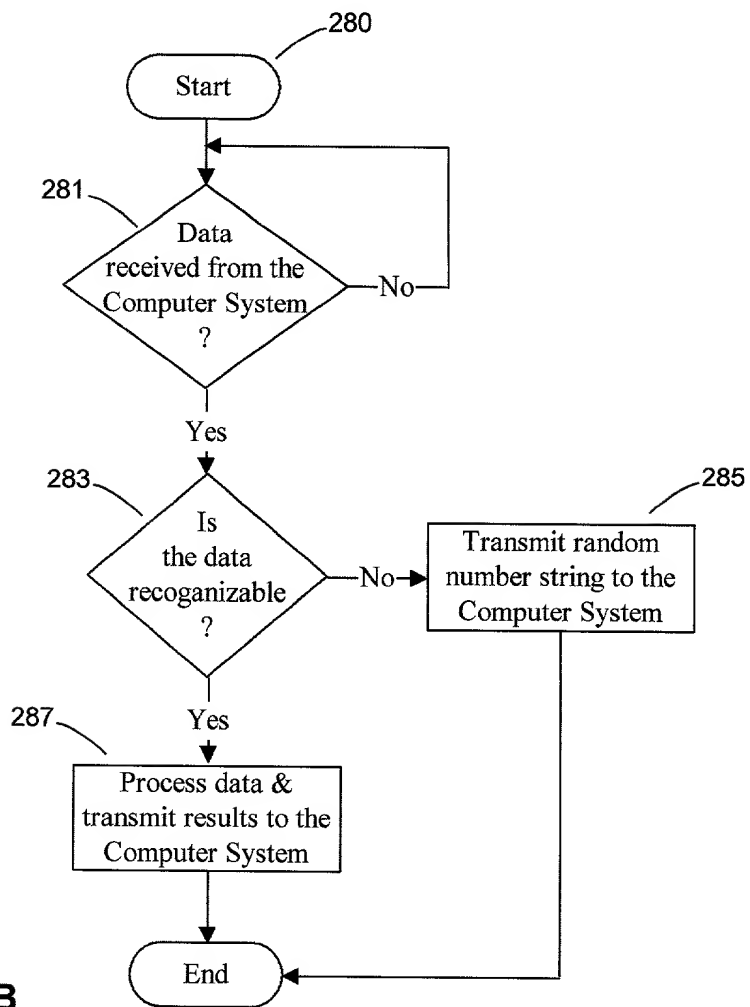 280
Start
281
Data
received from the
Computer System
?
No
Yes
283
Is
the data
recoganizable
?
No
285
Transmit random
number string to the
Computer System
Yes
287
Process data &
transmit results to the
Computer System
End
B